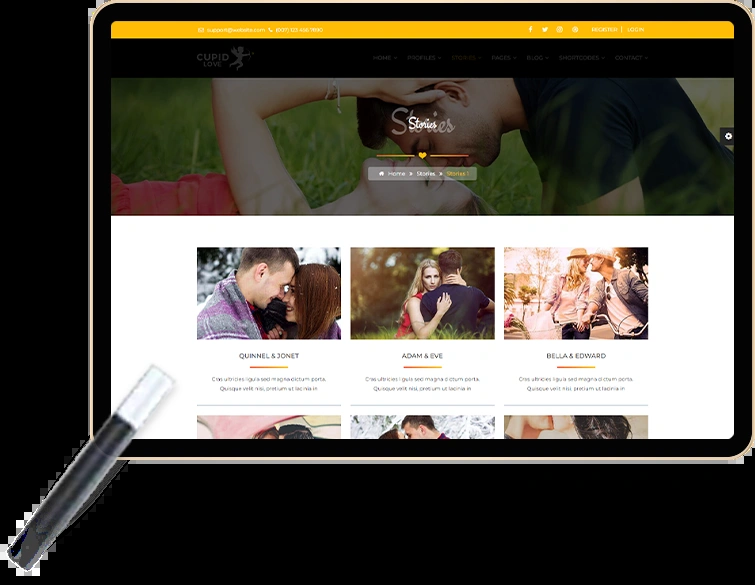 support@website.com (007) 123 456 7890 REGISTER | LOGIN
CUPID
LOVE
HOME PROFILES STORIES PAGES BLOG SHORTCODES CONTACT
Stories
Stories
Home » Stories » Stories 1
QUINNEL & JONET
Cras ultricies ligula sed magna dictum porta.
Quisque velit nisi, pretium ut lacinia in
ADAM & EVE
Cras ultricies ligula sed magna dictum porta.
Quisque velit nisi, pretium ut lacinia in
BELLA & EDWARD
Cras ultricies ligula sed magna dictum porta.
Quisque velit nisi, pretium ut lacinia in